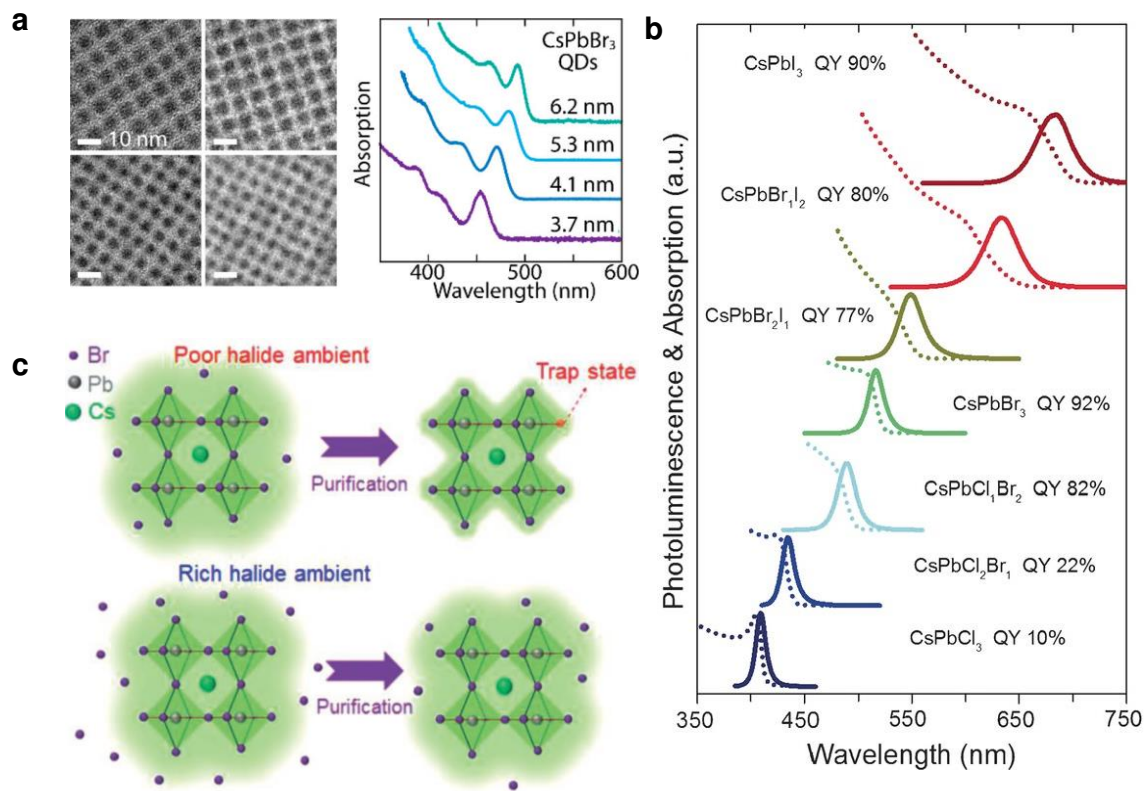 a
10 nm
CsPbBr₃
QDs
6.2 nm
5.3 nm
4.1 nm
3.7 nm
Absorption
400
500
600
Wavelength (nm)
b
CsPbI₃ QY 90%
CsPbBr₁I₂ QY 80%
CsPbBr₂I₁ QY 77%
CsPbBr₃ QY 92%
CsPbCl₁Br₂ QY 82%
CsPbCl₂Br₁ QY 22%
CsPbCl₃ QY 10%
Photoluminescence & Absorption (a.u.)
350
450
550
650
750
Wavelength (nm)
c
Br
Pb
Cs
Poor halide ambient
Trap state
Purification
Rich halide ambient
Purification